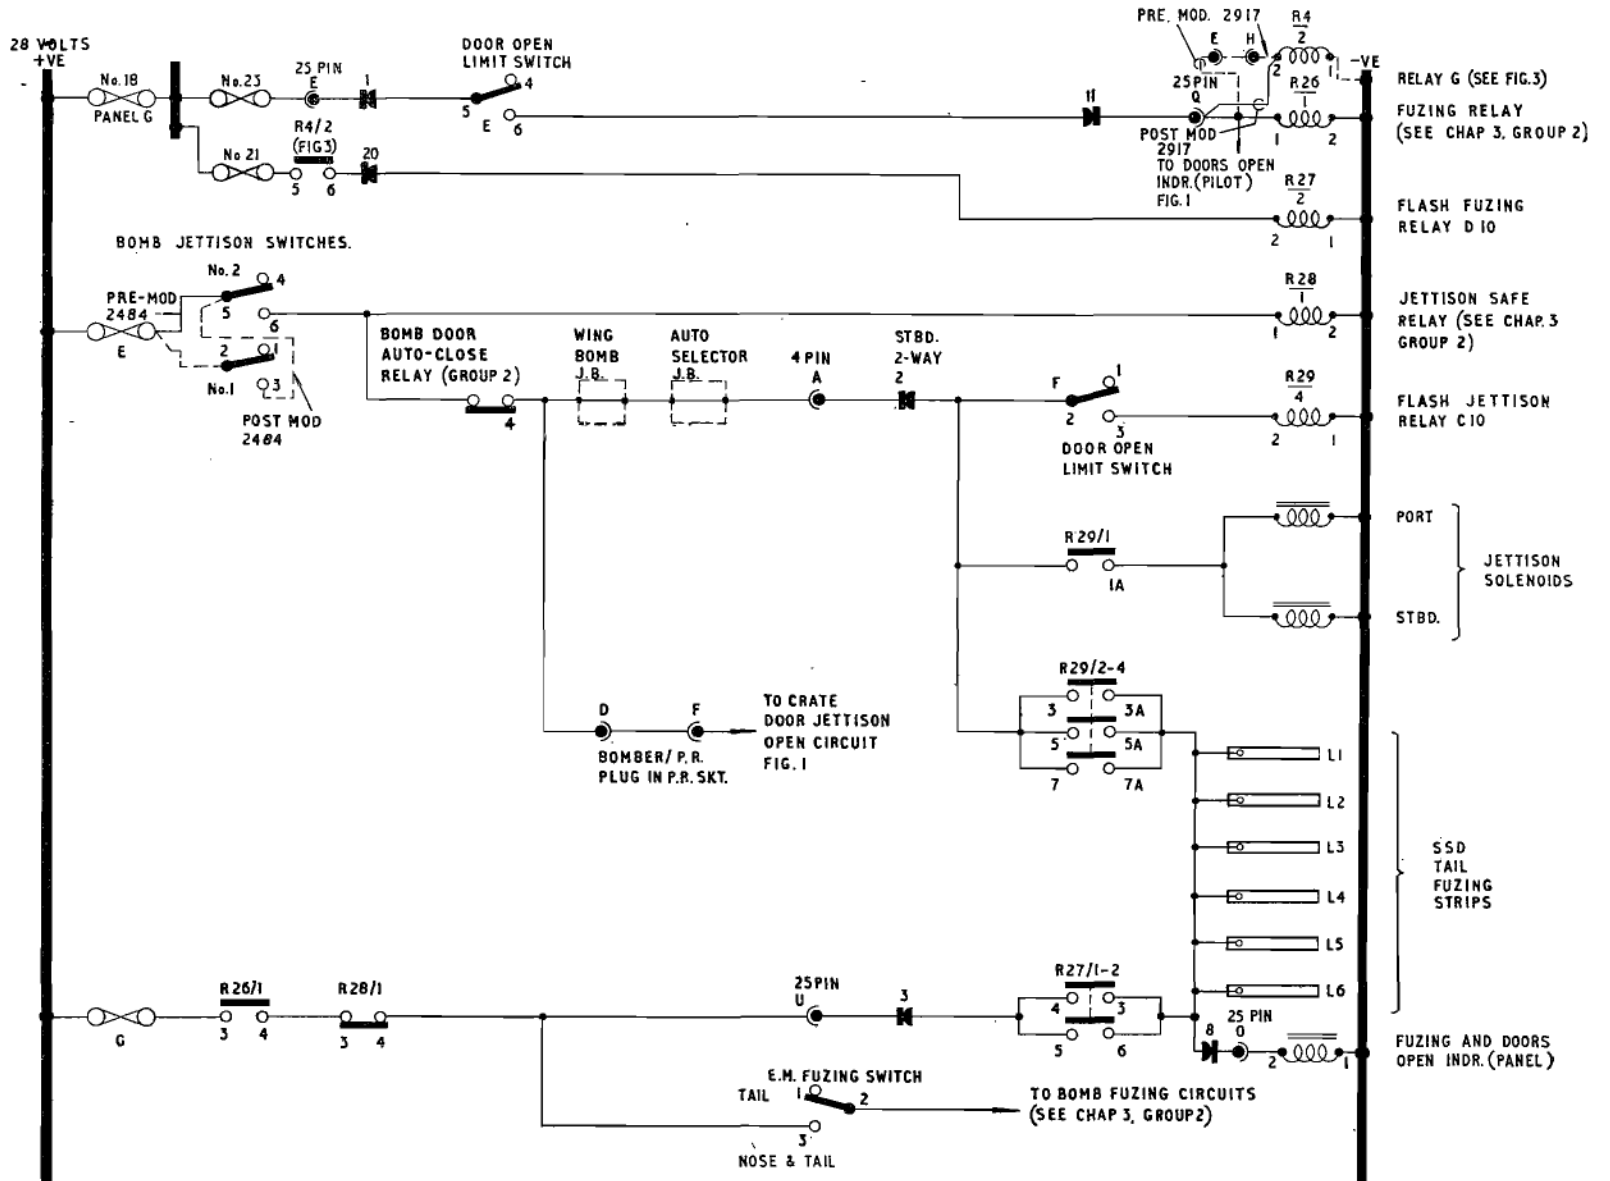 PRE. MOD. 2917
R4
2
28 VOLTS
+VE
DOOR OPEN
LIMIT SWITCH
E
H
2
1
-VE
No.18
No.23
25 PIN
E
1
4
25 PIN
Q
R26
1
RELAY G (SEE FIG.3)
PANEL G
5
E
6
11
FUZING RELAY
(SEE CHAP 3, GROUP 2)
R4/2
(FIG3)
POST MOD
2917
1
2
No 21
20
5
6
TO DOORS OPEN
INDR.(PILOT)
FIG.1
R27
2
FLASH FUZING
RELAY D10
2
1
BOMB JETTISON SWITCHES.
No.2
4
R28
1
PRE-MOD
2484
5
6
JETTISON SAFE
RELAY (SEE CHAP. 3
GROUP 2)
1
2
E
2
1
No.1
3
BOMB DOOR
AUTO-CLOSE
RELAY (GROUP 2)
WING
BOMB
J.B.
AUTO
SELECTOR
J.B.
4 PIN
A
STBD.
2-WAY
2
F
1
R29
4
4
2
3
FLASH JETTISON
RELAY C10
2
1
POST MOD
2484
DOOR OPEN
LIMIT SWITCH
PORT
R29/1
1A
JETTISON
SOLENOIDS
STBD.
R29/2-4
3
3A
D
F
TO CRATE
DOOR JETTISON
OPEN CIRCUIT
FIG.1
5
5A
BOMBER/ P.R.
PLUG IN P.R. SKT.
7
7A
L1
L2
L3
SSD
TAIL
FUZING
STRIPS
L4
L5
L6
R26/1
R28/1
25PIN
U
3
R27/1-2
4
3
G
3
4
3
4
5
6
8
25 PIN
O
2
1
FUZING AND DOORS
OPEN INDR. (PANEL)
E.M. FUZING SWITCH
TAIL
1
2
TO BOMB FUZING CIRCUITS
(SEE CHAP 3, GROUP2)
3
NOSE & TAIL